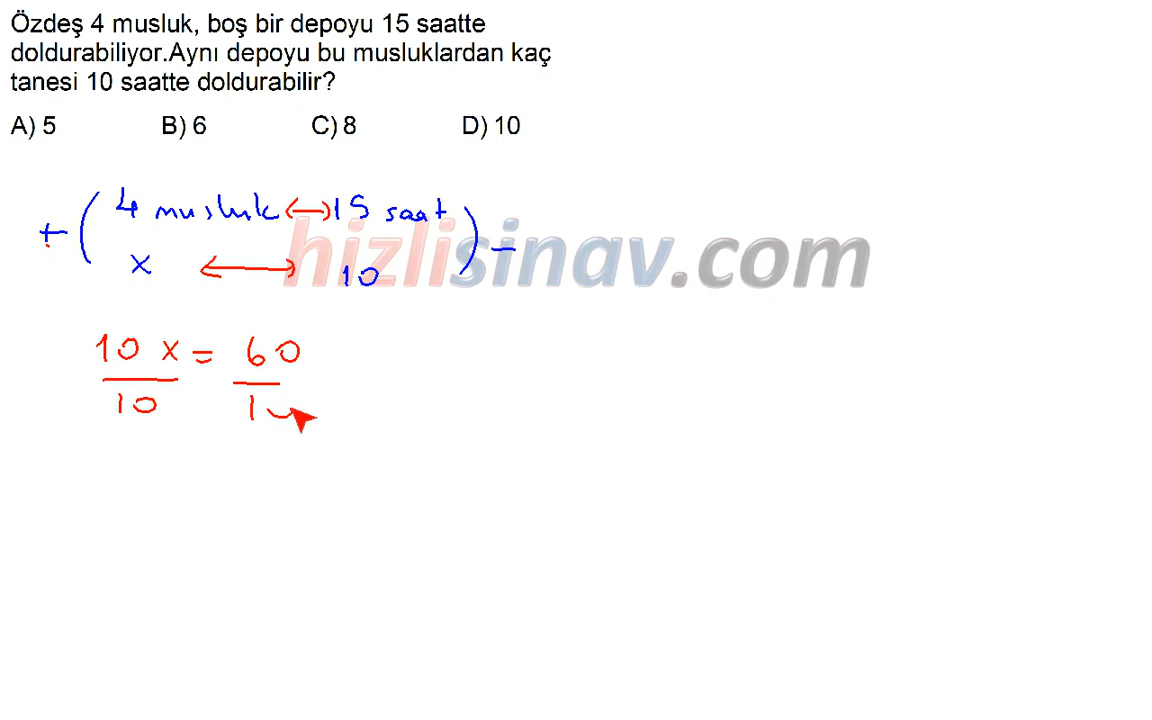 Özdeş 4 musluk, boş bir depoyu 15 saatte
doldurabiliyor.Aynı depoyu bu musluklardan kaç
tanesi 10 saatte doldurabilir?
A) 5 B) 6 C) 8 D) 10
4 musluk ↔ 15 saat
+ ( ) -
hizlisinav.com
x ↔ 10
10 x = 60
10 1